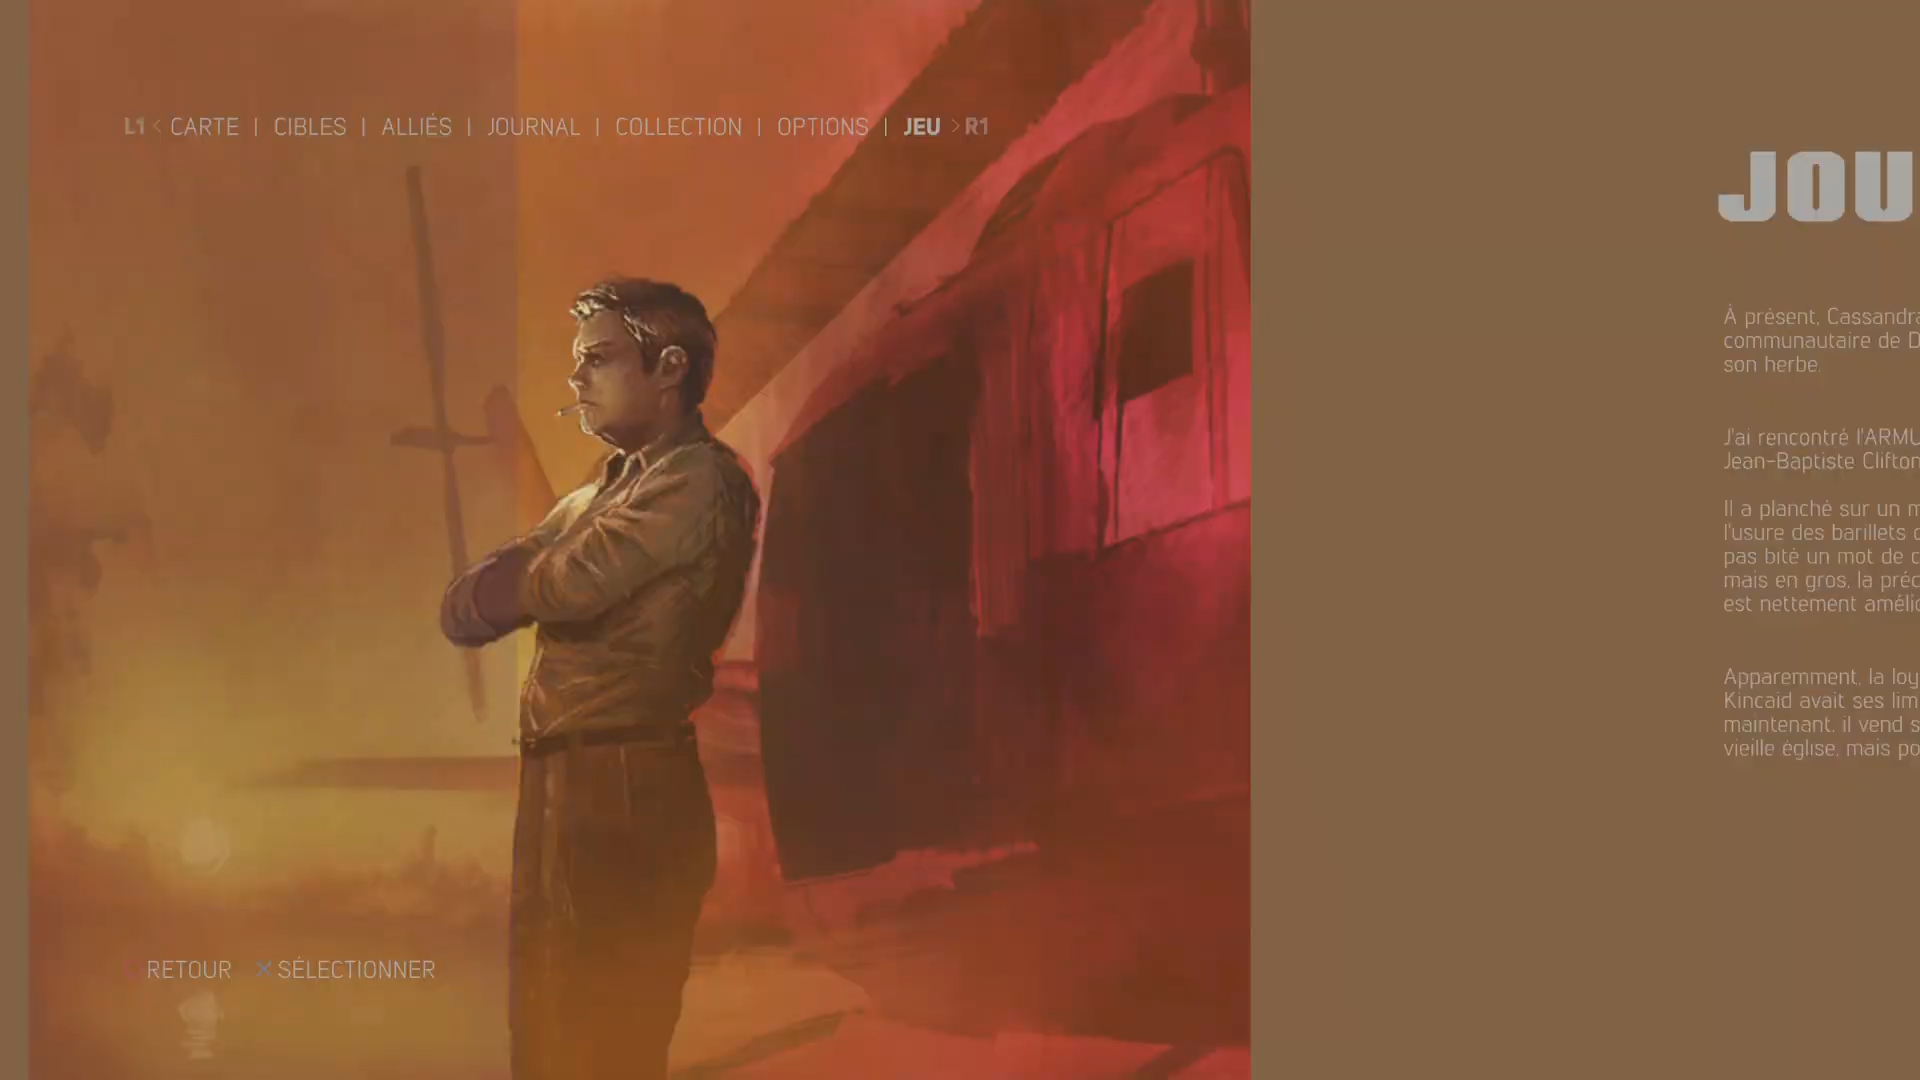 L1 < CARTE | CIBLES | ALLIÉS | JOURNAL | COLLECTION | OPTIONS | JEU > R1
JOU
À présent, Cassandra
communautaire de D
son herbe.
J'ai rencontré l'ARMU
Jean-Baptiste Clifton
Il a planché sur un m
l'usure des barillets
pas bité un mot de c
mais en gros, la préc
est nettement amélio
Apparemment, la loy
Kincaid avait ses lim
maintenant, il vend s
vieille église, mais po
RETOUR SÉLECTIONNER